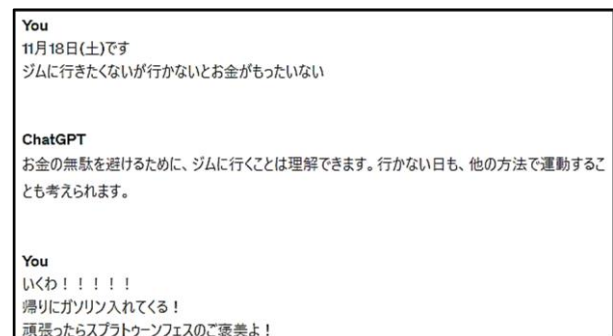 You
11月18日(土)です
ジムに行きたくないが行かないとお金がもったいない
ChatGPT
お金の無駄を避けるために、ジムに行くことは理解できます。行かない日も、他の方法で運動するこ
とも考えられます。
You
いくわ！！！！！
帰りにガソリン入れてくる！
頑張ったらスプラトゥーンフェスのご褒美よ！